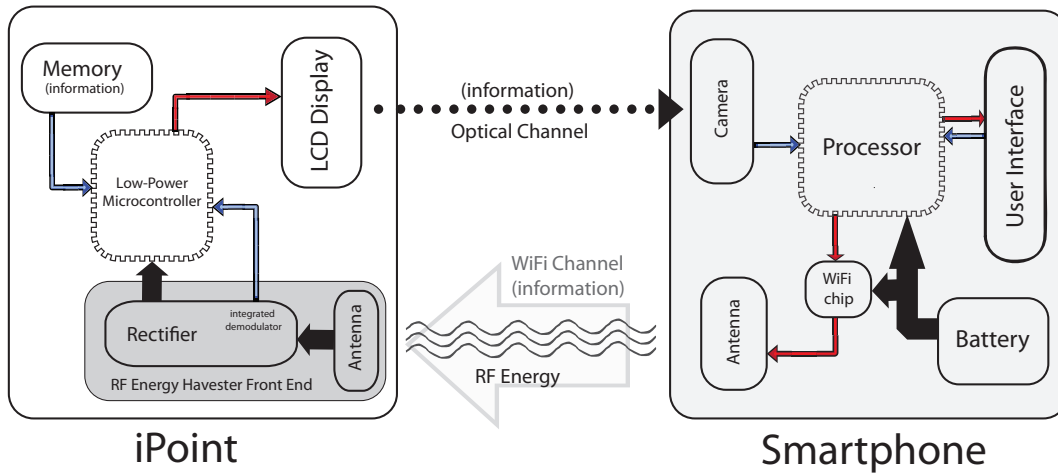 Memory
(information)
LCD Display
Low-Power
Microcontroller
Rectifier
integrated
demodulator
Antenna
RF Energy Havester Front End
iPoint
(information)
Optical Channel
WiFi Channel
(information)
RF Energy
Camera
Processor
User Interface
WiFi
chip
Antenna
Battery
Smartphone